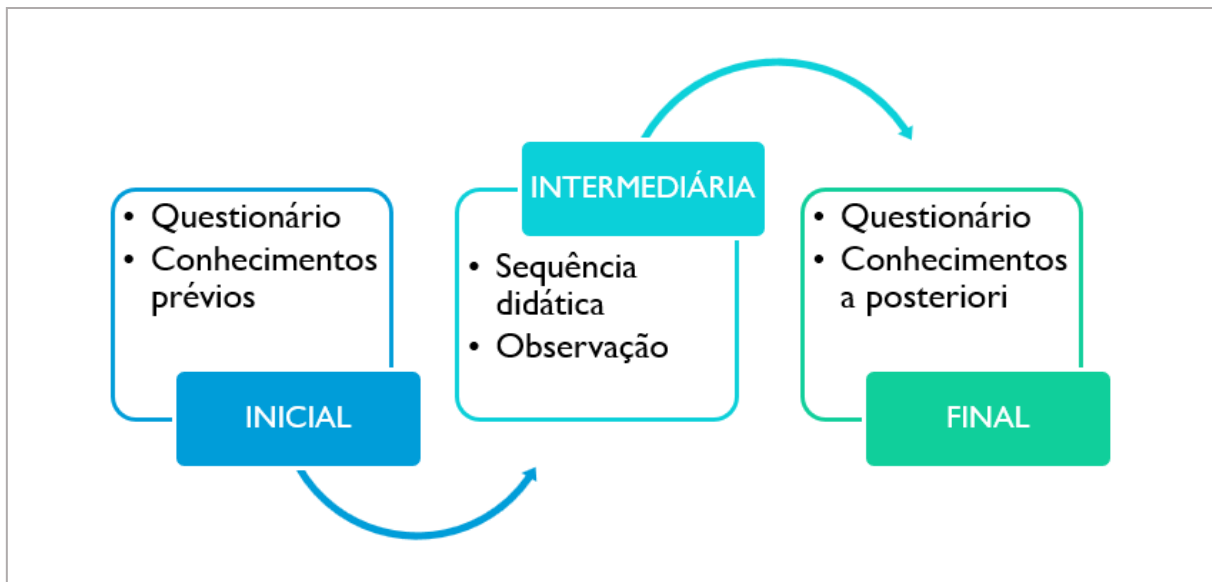 • Questionário
• Conhecimentos
prévios
INICIAL
INTERMEDIÁRIA
• Sequência
didática
• Observação
• Questionário
• Conhecimentos
a posteriori
FINAL